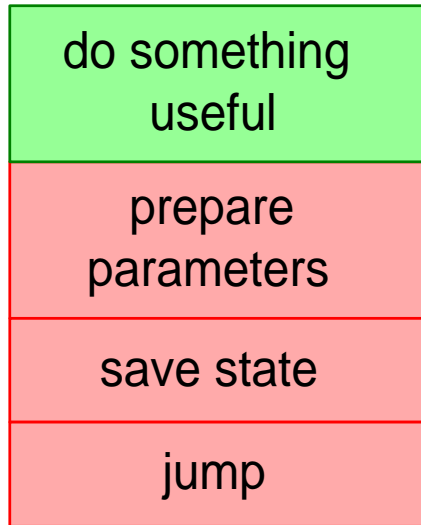 do something
useful
prepare
parameters
save state
jump